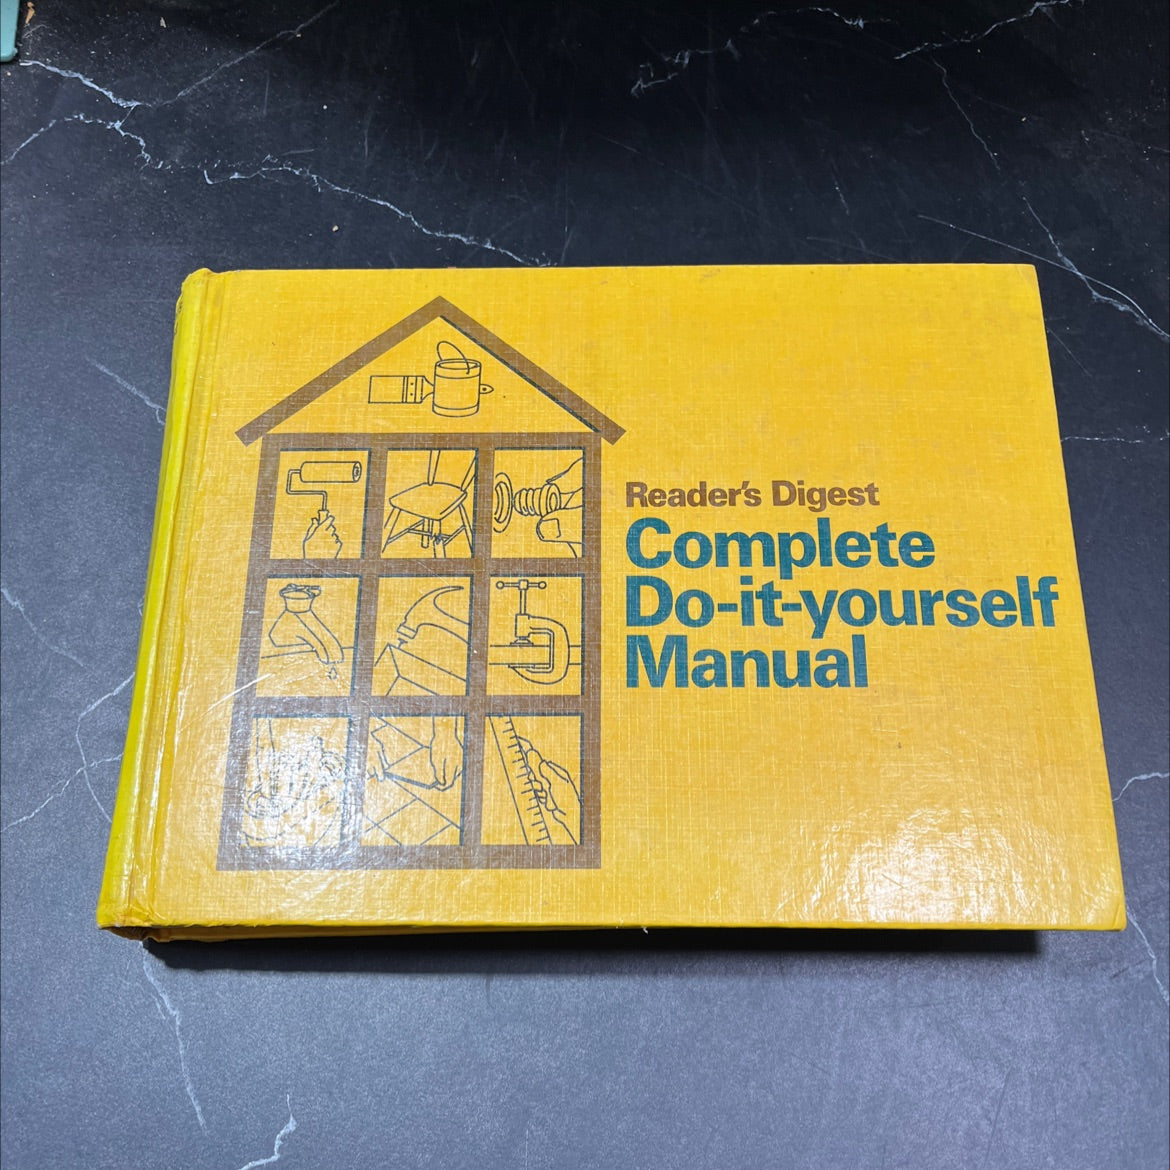 Reader's Digest
Complete
Do-it-yourself
Manual